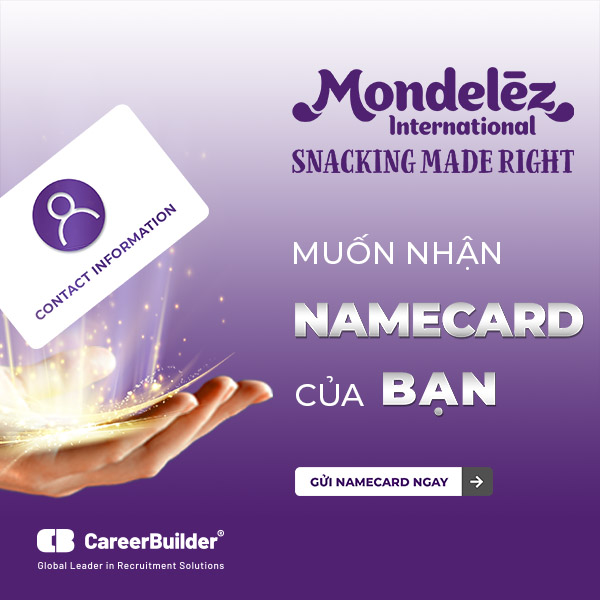 Mondelēz
International
SNACKING MADE RIGHT
CONTACT INFORMATION
MUỐN NHẬN
NAMECARD
CỦA BẠN
GỬI NAMECARD NGAY
CB CareerBuilder®
Global Leader in Recruitment Solutions